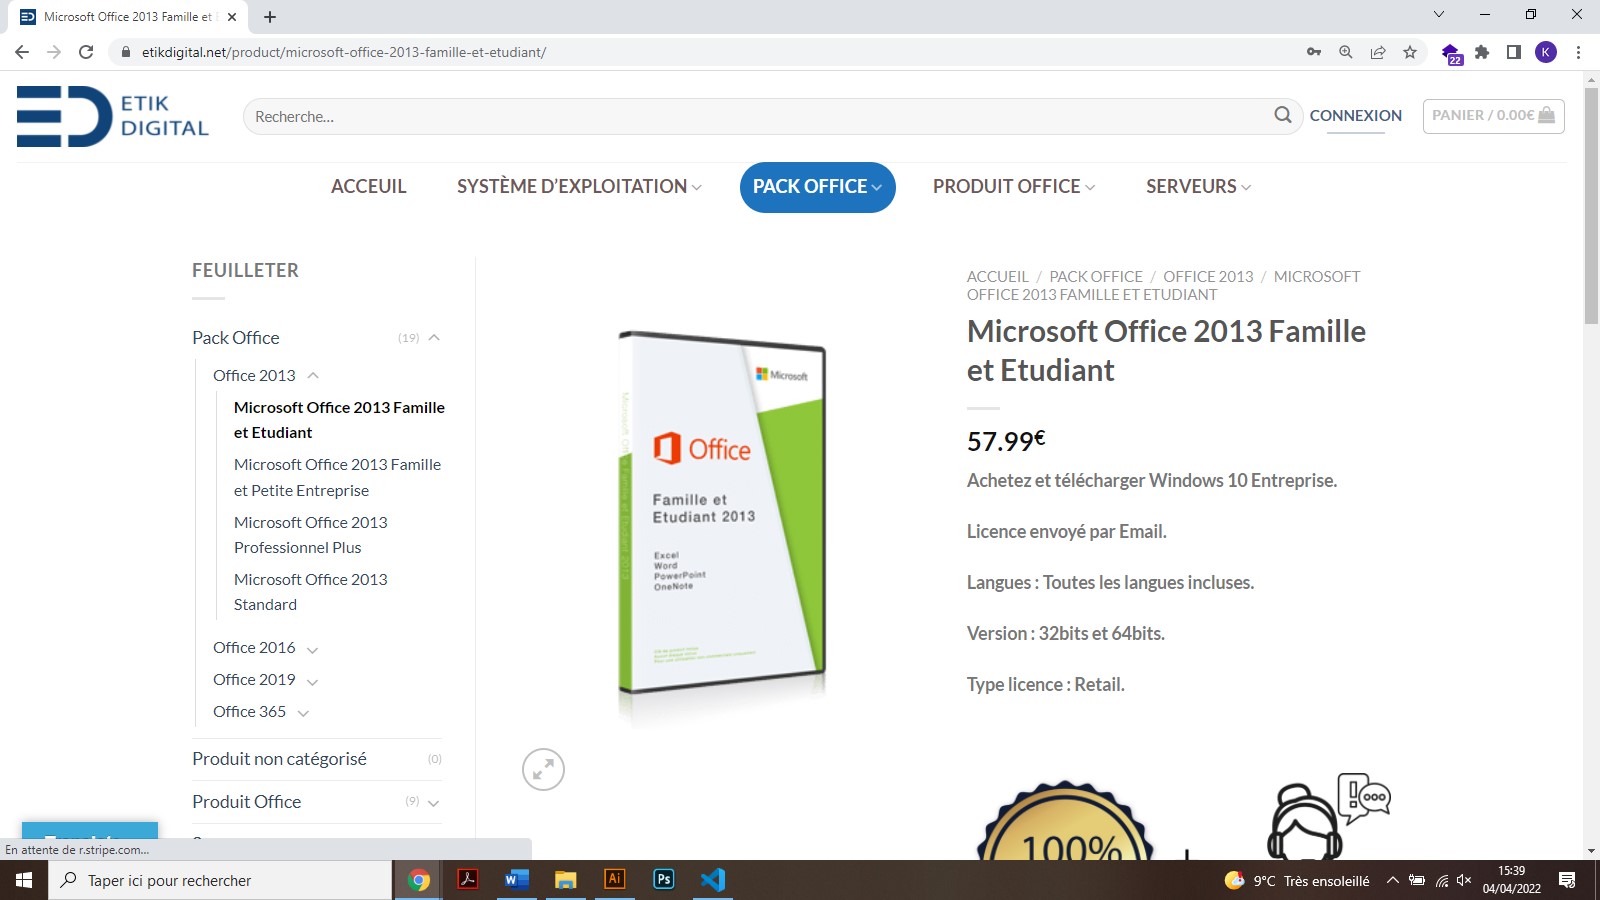 Microsoft Office 2013 Famille et
etikdigital.net/product/microsoft-office-2013-famille-et-etudiant/
22
K
ETIK
DIGITAL
Recherche...
CONNEXION
PANIER / 0.00€
ACCEUIL
SYSTÈME D'EXPLOITATION
PACK OFFICE
PRODUIT OFFICE
SERVEURS
FEUILLETER
Pack Office
(19)
Office 2013
Microsoft Office 2013 Famille
et Etudiant
Microsoft Office 2013 Famille
et Petite Entreprise
Microsoft Office 2013
Professionnel Plus
Microsoft Office 2013
Standard
Office 2016
Office 2019
Office 365
Produit non catégorisé
(0)
Produit Office
(9)
Microsoft
Office
Famille et
Etudiant 2013
Excel
Word
PowerPoint
OneNote
ACCUEIL / PACK OFFICE / OFFICE 2013 / MICROSOFT
OFFICE 2013 FAMILLE ET ETUDIANT
Microsoft Office 2013 Famille
et Etudiant
57.99€
Achetez et télécharger Windows 10 Entreprise.
Licence envoyé par Email.
Langues : Toutes les langues incluses.
Version : 32bits et 64bits.
Type licence : Retail.
100%
En attente de r.stripe.com...
Taper ici pour rechercher
Ai
Ps
9°C Très ensoleillé
15:39
04/04/2022